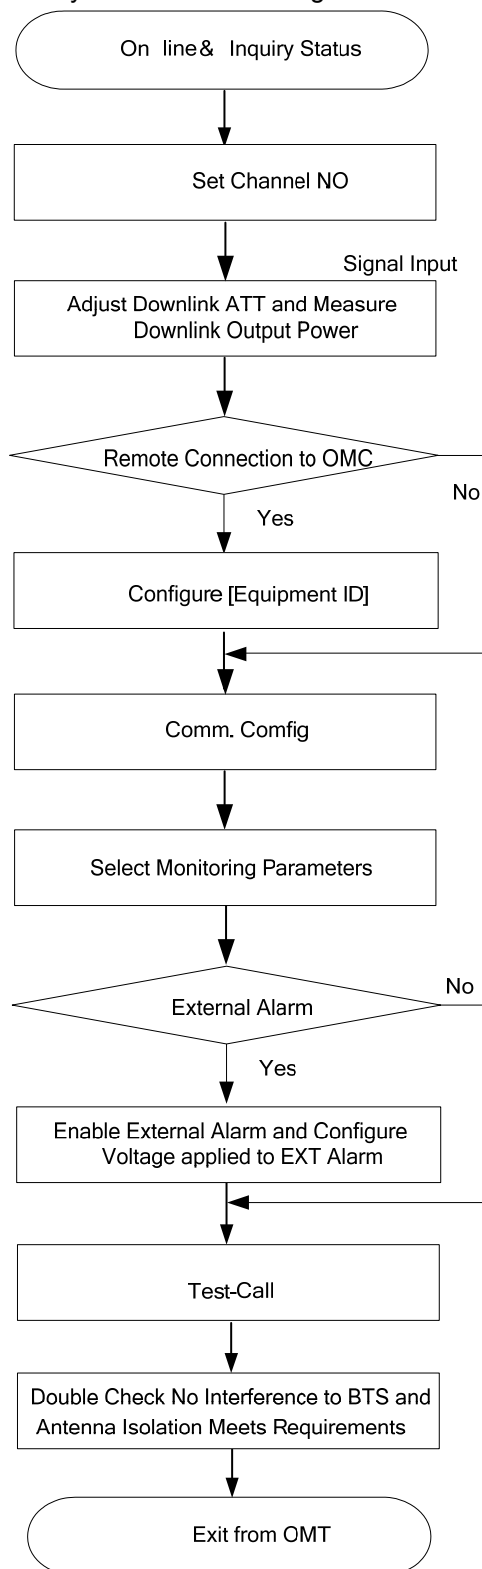 On line& Inquiry Status
Set Channel NO
Signal Input
Adjust Downlink ATT and Measure
Downlink Output Power
Remote Connection to OMC
No
Yes
Configure [Equipment ID]
Comm. Comfig
Select Monitoring Parameters
No
External Alarm
Yes
Enable External Alarm and Configure
Voltage applied to EXT Alarm
Test-Call
Double Check No Interference to BTS and
Antenna Isolation Meets Requirements
Exit from OMT